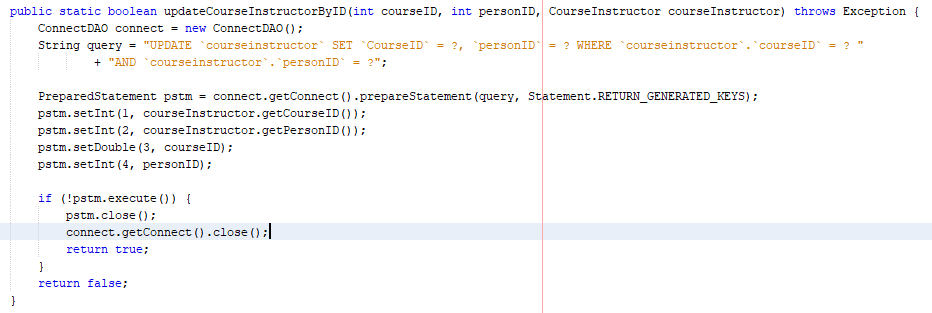 public static boolean updateCourseInstructorByID(int courseID, int personID, CourseInstructor courseInstructor) throws Exception {
    ConnectDAO connect = new ConnectDAO();
    String query = "UPDATE `courseinstructor` SET `CourseID` = ?, `personID` = ? WHERE `courseinstructor`.`courseID` = ? "
            + "AND `courseinstructor`.`personID` = ?";
    PreparedStatement pstm = connect.getConnect().prepareStatement(query, Statement.RETURN_GENERATED_KEYS);
    pstm.setInt(1, courseInstructor.getCourseID());
    pstm.setInt(2, courseInstructor.getPersonID());
    pstm.setDouble(3, courseID);
    pstm.setInt(4, personID);
    if (!pstm.execute()) {
        pstm.close();
        connect.getConnect().close();
        return true;
    }
    return false;
}